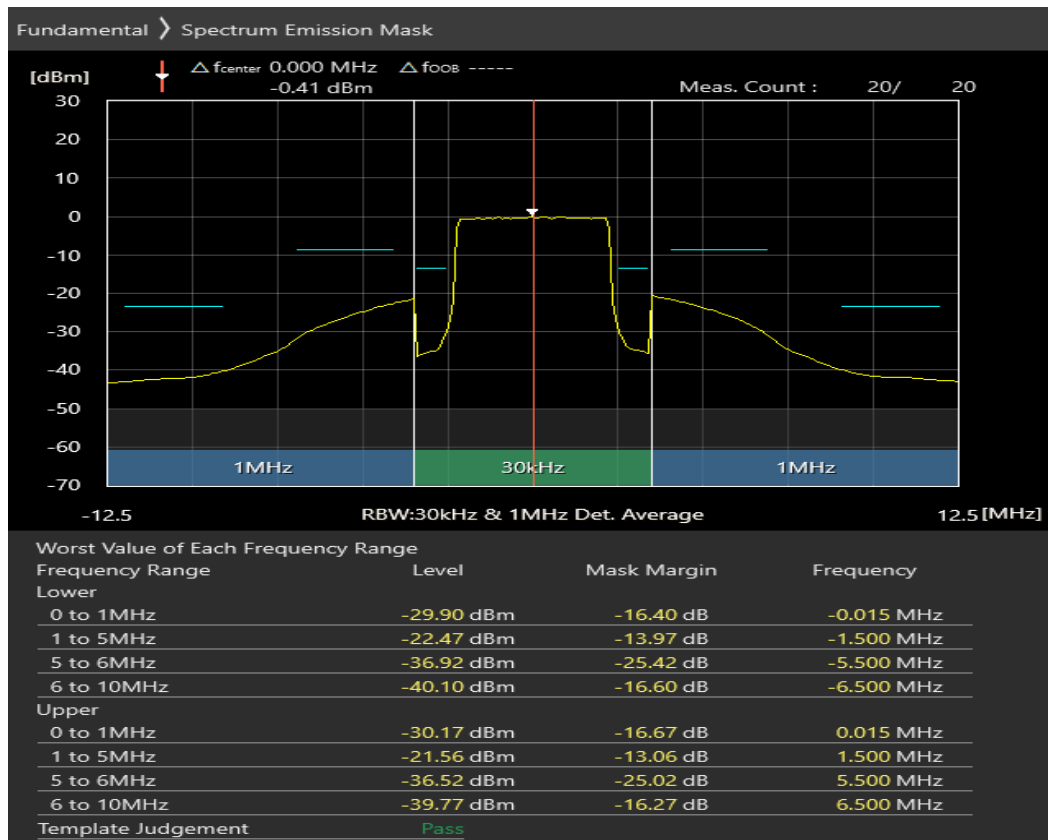 Fundamental ❯ Spectrum Emission Mask
[dBm] △fcenter 0.000 MHz △fOOB -----
-0.41 dBm Meas. Count : 20/ 20
30
20
10
0
-10
-20
-30
-40
-50
-60
-70
1MHz 30kHz 1MHz
-12.5 RBW:30kHz & 1MHz Det. Average 12.5 [MHz]
Worst Value of Each Frequency Range
Frequency Range Level Mask Margin Frequency
Lower
0 to 1MHz -29.90 dBm -16.40 dB -0.015 MHz
1 to 5MHz -22.47 dBm -13.97 dB -1.500 MHz
5 to 6MHz -36.92 dBm -25.42 dB -5.500 MHz
6 to 10MHz -40.10 dBm -16.60 dB -6.500 MHz
Upper
0 to 1MHz -30.17 dBm -16.67 dB 0.015 MHz
1 to 5MHz -21.56 dBm -13.06 dB 1.500 MHz
5 to 6MHz -36.52 dBm -25.02 dB 5.500 MHz
6 to 10MHz -39.77 dBm -16.27 dB 6.500 MHz
Template Judgement Pass